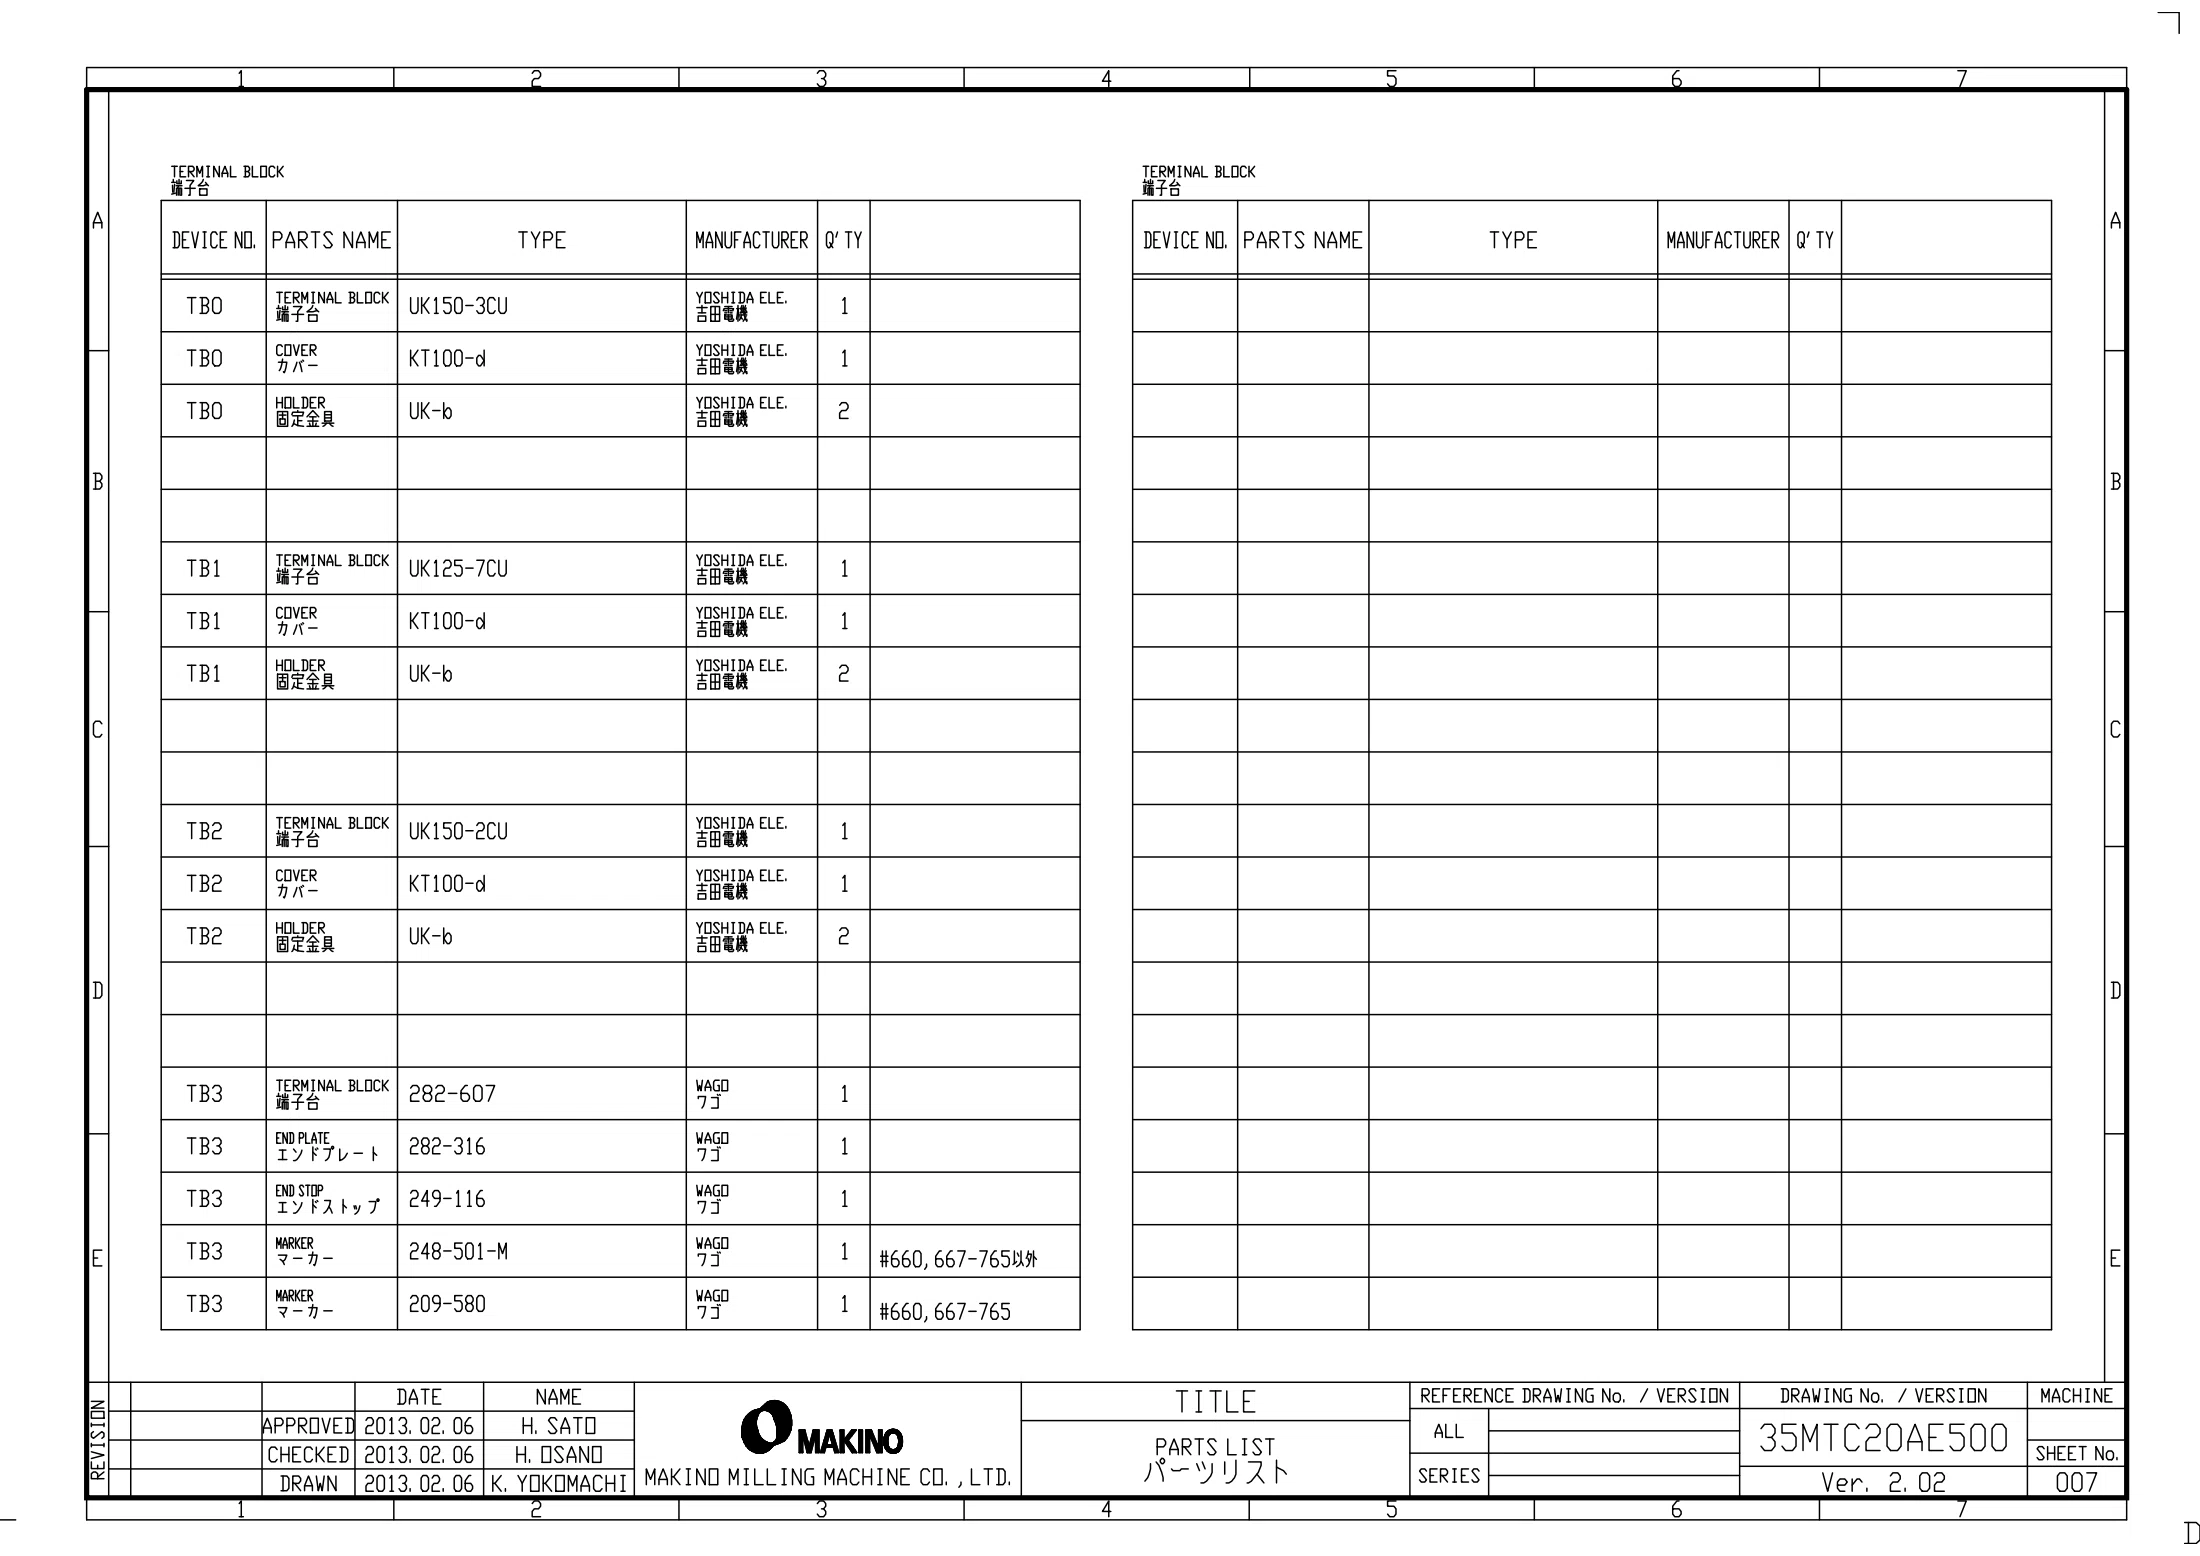 1 2 3 4 5 6 7
TERMINAL BLOCK
端子台
DEVICE NO. PARTS NAME TYPE MANUFACTURER Q'TY
TB0 TERMINAL BLOCK UK150-3CU YOSHIDA ELE. 1
端子台 吉田電機
TB0 COVER KT100-d YOSHIDA ELE. 1
カバー 吉田電機
TB0 HOLDER UK-b YOSHIDA ELE. 2
固定金具 吉田電機
TB1 TERMINAL BLOCK UK125-7CU YOSHIDA ELE. 1
端子台 吉田電機
TB1 COVER KT100-d YOSHIDA ELE. 1
カバー 吉田電機
TB1 HOLDER UK-b YOSHIDA ELE. 2
固定金具 吉田電機
TB2 TERMINAL BLOCK UK150-2CU YOSHIDA ELE. 1
端子台 吉田電機
TB2 COVER KT100-d YOSHIDA ELE. 1
カバー 吉田電機
TB2 HOLDER UK-b YOSHIDA ELE. 2
固定金具 吉田電機
TB3 TERMINAL BLOCK 282-607 WAGO 1
端子台 ワゴ
TB3 END PLATE 282-316 WAGO 1
エンドプレート ワゴ
TB3 END STOP 249-116 WAGO 1
エンドストップ ワゴ
TB3 MARKER 248-501-M WAGO 1 #660,667-765以外
マーカー ワゴ
TB3 MARKER 209-580 WAGO 1 #660,667-765
マーカー ワゴ
TERMINAL BLOCK
端子台
DEVICE NO. PARTS NAME TYPE MANUFACTURER Q'TY
A A
B B
C C
D D
E E
REVISION
DATE NAME
APPROVED 2013.02.06 H. SATO
CHECKED 2013.02.06 H. OSANO
DRAWN 2013.02.06 K. YOKOMACHI
MAKINO
MAKINO MILLING MACHINE CO.,LTD.
TITLE
PARTS LIST
パーツリスト
REFERENCE DRAWING No. / VERSION
ALL
SERIES
DRAWING No. / VERSION
35MTC20AE500
Ver. 2.02
MACHINE
SHEET No.
007
1 2 3 4 5 6 7
D